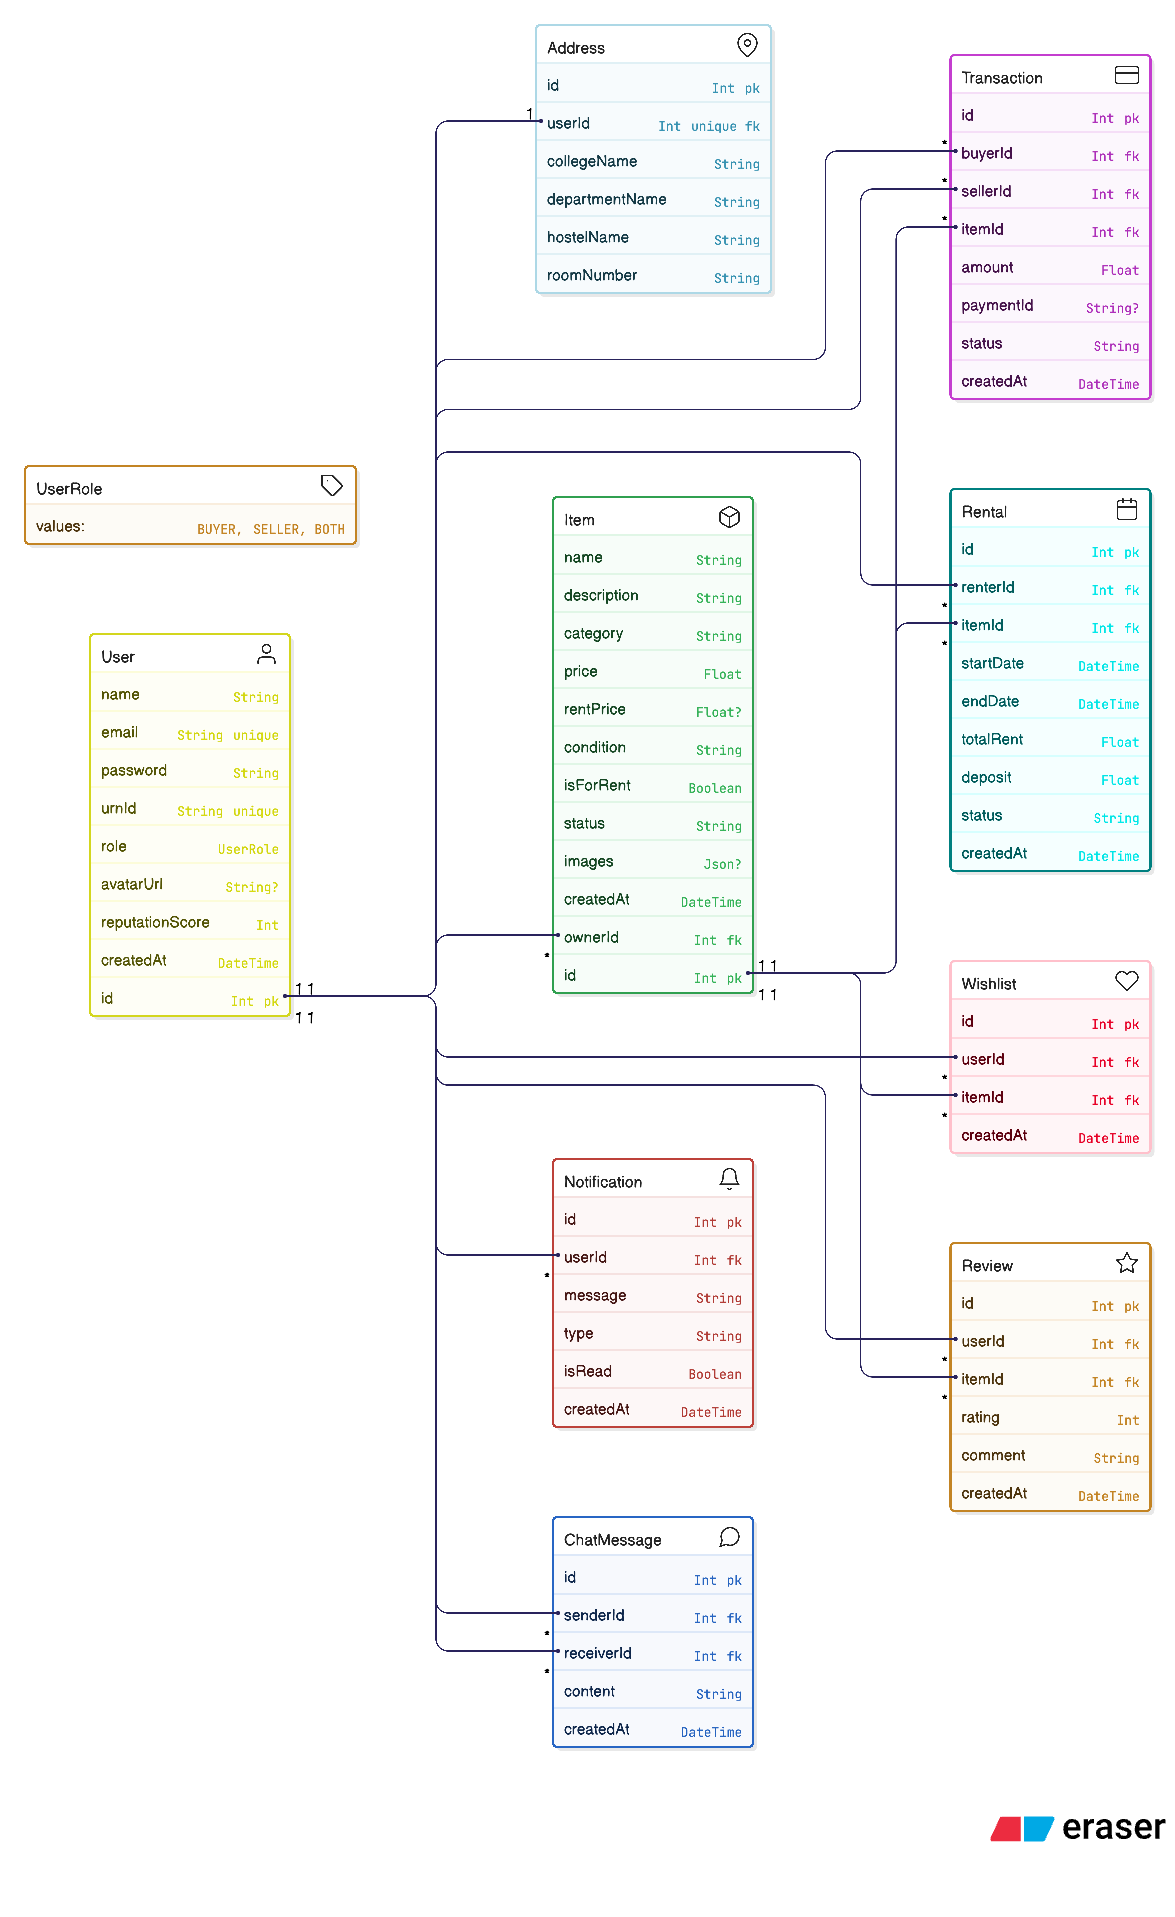 Address
id Int pk
1
userId Int unique fk
collegeName String
departmentName String
hostelName String
roomNumber String
Transaction
id Int pk
*
buyerId Int fk
*
sellerId Int fk
*
itemId Int fk
amount Float
paymentId String?
status String
createdAt DateTime
UserRole
values: BUYER, SELLER, BOTH
Item
name String
description String
category String
price Float
rentPrice Float?
condition String
isForRent Boolean
status String
images Json?
createdAt DateTime
ownerId Int fk
*
id Int pk
1 1
1 1
Rental
id Int pk
renterId Int fk
*
itemId Int fk
*
startDate DateTime
endDate DateTime
totalRent Float
deposit Float
status String
createdAt DateTime
User
name String
email String unique
password String
urnId String unique
role UserRole
avatarUrl String?
reputationScore Int
createdAt DateTime
id Int pk
1 1
1 1
Wishlist
id Int pk
userId Int fk
*
itemId Int fk
*
createdAt DateTime
Notification
id Int pk
userId Int fk
*
message String
type String
isRead Boolean
createdAt DateTime
Review
id Int pk
userId Int fk
*
itemId Int fk
*
rating Int
comment String
createdAt DateTime
ChatMessage
id Int pk
senderId Int fk
*
receiverId Int fk
*
content String
createdAt DateTime
eraser